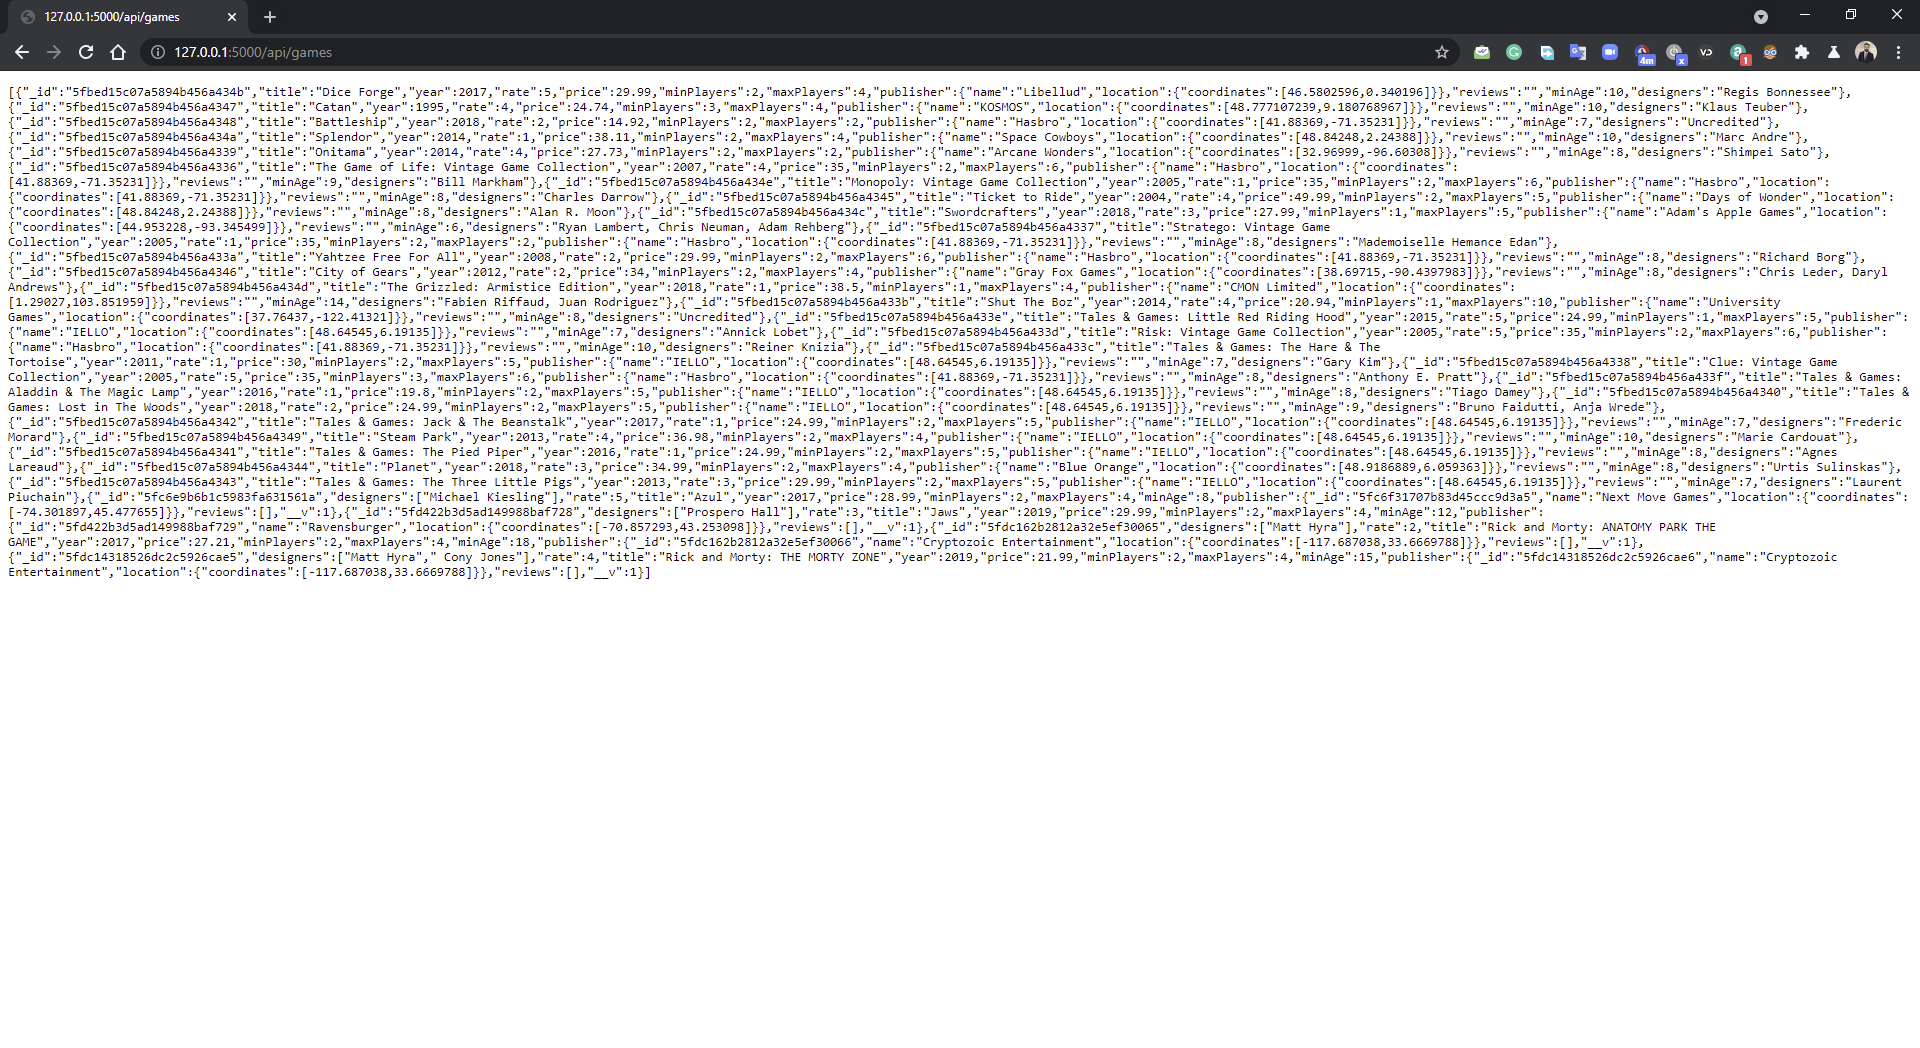 127.0.0.1:5000/api/games
127.0.0.1:5000/api/games
4m
x
1
[{"_id":"5fbed15c07a5894b456a434b","title":"Dice Forge","year":2017,"rate":5,"price":29.99,"minPlayers":2,"maxPlayers":4,"publisher":{"name":"Libellud","location":{"coordinates":[46.5802596,0.340196]}},"reviews":"","minAge":10,"designers":"Regis Bonnessee"},
{"_id":"5fbed15c07a5894b456a4347","title":"Catan","year":1995,"rate":4,"price":24.74,"minPlayers":3,"maxPlayers":4,"publisher":{"name":"KOSMOS","location":{"coordinates":[48.777107239,9.180768967]}},"reviews":"","minAge":10,"designers":"Klaus Teuber"},
{"_id":"5fbed15c07a5894b456a4348","title":"Battleship","year":2018,"rate":2,"price":14.92,"minPlayers":2,"maxPlayers":2,"publisher":{"name":"Hasbro","location":{"coordinates":[41.88369,-71.35231]}},"reviews":"","minAge":7,"designers":"Uncredited"},
{"_id":"5fbed15c07a5894b456a434a","title":"Splendor","year":2014,"rate":1,"price":38.11,"minPlayers":2,"maxPlayers":4,"publisher":{"name":"Space Cowboys","location":{"coordinates":[48.84248,2.24388]}},"reviews":"","minAge":10,"designers":"Marc Andre"},
{"_id":"5fbed15c07a5894b456a4339","title":"Onitama","year":2014,"rate":4,"price":27.73,"minPlayers":2,"maxPlayers":2,"publisher":{"name":"Arcane Wonders","location":{"coordinates":[32.96999,-96.60308]}},"reviews":"","minAge":8,"designers":"Shimpei Sato"},
{"_id":"5fbed15c07a5894b456a4336","title":"The Game of Life: Vintage Game Collection","year":2007,"rate":4,"price":35,"minPlayers":2,"maxPlayers":6,"publisher":{"name":"Hasbro","location":{"coordinates":
[41.88369,-71.35231]}},"reviews":"","minAge":9,"designers":"Bill Markham"},{"_id":"5fbed15c07a5894b456a434e","title":"Monopoly: Vintage Game Collection","year":2005,"rate":1,"price":35,"minPlayers":2,"maxPlayers":6,"publisher":{"name":"Hasbro","location":
{"coordinates":[41.88369,-71.35231]}},"reviews":"","minAge":8,"designers":"Charles Darrow"},{"_id":"5fbed15c07a5894b456a4345","title":"Ticket to Ride","year":2004,"rate":4,"price":49.99,"minPlayers":2,"maxPlayers":5,"publisher":{"name":"Days of Wonder","location":
{"coordinates":[48.84248,2.24388]}},"reviews":"","minAge":8,"designers":"Alan R. Moon"},{"_id":"5fbed15c07a5894b456a434c","title":"Swordcrafters","year":2018,"rate":3,"price":27.99,"minPlayers":1,"maxPlayers":5,"publisher":{"name":"Adam's Apple Games","location":
{"coordinates":[44.953228,-93.345499]}},"reviews":"","minAge":6,"designers":"Ryan Lambert, Chris Neuman, Adam Rehberg"},{"_id":"5fbed15c07a5894b456a4337","title":"Stratego: Vintage Game
Collection","year":2005,"rate":1,"price":35,"minPlayers":2,"maxPlayers":2,"publisher":{"name":"Hasbro","location":{"coordinates":[41.88369,-71.35231]}},"reviews":"","minAge":8,"designers":"Mademoiselle Hemance Edan"},
{"_id":"5fbed15c07a5894b456a433a","title":"Yahtzee Free For All","year":2008,"rate":2,"price":29.99,"minPlayers":2,"maxPlayers":6,"publisher":{"name":"Hasbro","location":{"coordinates":[41.88369,-71.35231]}},"reviews":"","minAge":8,"designers":"Richard Borg"},
{"_id":"5fbed15c07a5894b456a4346","title":"City of Gears","year":2012,"rate":2,"price":34,"minPlayers":2,"maxPlayers":4,"publisher":{"name":"Gray Fox Games","location":{"coordinates":[38.69715,-90.4397983]}},"reviews":"","minAge":8,"designers":"Chris Leder, Daryl
Andrews"},{"_id":"5fbed15c07a5894b456a434d","title":"The Grizzled: Armistice Edition","year":2018,"rate":1,"price":38.5,"minPlayers":1,"maxPlayers":4,"publisher":{"name":"CMON Limited","location":{"coordinates":
[1.29027,103.851959]}},"reviews":"","minAge":14,"designers":"Fabien Riffaud, Juan Rodriguez"},{"_id":"5fbed15c07a5894b456a433b","title":"Shut The Boz","year":2014,"rate":4,"price":20.94,"minPlayers":1,"maxPlayers":10,"publisher":{"name":"University
Games","location":{"coordinates":[37.76437,-122.41321]}},"reviews":"","minAge":8,"designers":"Uncredited"},{"_id":"5fbed15c07a5894b456a433e","title":"Tales & Games: Little Red Riding Hood","year":2015,"rate":5,"price":24.99,"minPlayers":1,"maxPlayers":5,"publisher":
{"name":"IELLO","location":{"coordinates":[48.64545,6.19135]}},"reviews":"","minAge":7,"designers":"Annick Lobet"},{"_id":"5fbed15c07a5894b456a433d","title":"Risk: Vintage Game Collection","year":2005,"rate":5,"price":35,"minPlayers":2,"maxPlayers":6,"publisher":
{"name":"Hasbro","location":{"coordinates":[41.88369,-71.35231]}},"reviews":"","minAge":10,"designers":"Reiner Knizia"},{"_id":"5fbed15c07a5894b456a433c","title":"Tales & Games: The Hare & The
Tortoise","year":2011,"rate":1,"price":30,"minPlayers":2,"maxPlayers":5,"publisher":{"name":"IELLO","location":{"coordinates":[48.64545,6.19135]}},"reviews":"","minAge":7,"designers":"Gary Kim"},{"_id":"5fbed15c07a5894b456a4338","title":"Clue: Vintage Game
Collection","year":2005,"rate":5,"price":35,"minPlayers":3,"maxPlayers":6,"publisher":{"name":"Hasbro","location":{"coordinates":[41.88369,-71.35231]}},"reviews":"","minAge":8,"designers":"Anthony E. Pratt"},{"_id":"5fbed15c07a5894b456a433f","title":"Tales & Games:
Aladdin & The Magic Lamp","year":2016,"rate":1,"price":19.8,"minPlayers":2,"maxPlayers":5,"publisher":{"name":"IELLO","location":{"coordinates":[48.64545,6.19135]}},"reviews":"","minAge":8,"designers":"Tiago Damey"},{"_id":"5fbed15c07a5894b456a4340","title":"Tales &
Games: Lost in The Woods","year":2018,"rate":2,"price":24.99,"minPlayers":2,"maxPlayers":5,"publisher":{"name":"IELLO","location":{"coordinates":[48.64545,6.19135]}},"reviews":"","minAge":9,"designers":"Bruno Faidutti, Anja Wrede"},
{"_id":"5fbed15c07a5894b456a4342","title":"Tales & Games: Jack & The Beanstalk","year":2017,"rate":1,"price":24.99,"minPlayers":2,"maxPlayers":5,"publisher":{"name":"IELLO","location":{"coordinates":[48.64545,6.19135]}},"reviews":"","minAge":7,"designers":"Frederic
Morard"},{"_id":"5fbed15c07a5894b456a4349","title":"Steam Park","year":2013,"rate":4,"price":36.98,"minPlayers":2,"maxPlayers":4,"publisher":{"name":"IELLO","location":{"coordinates":[48.64545,6.19135]}},"reviews":"","minAge":10,"designers":"Marie Cardouat"},
{"_id":"5fbed15c07a5894b456a4341","title":"Tales & Games: The Pied Piper","year":2016,"rate":1,"price":24.99,"minPlayers":2,"maxPlayers":5,"publisher":{"name":"IELLO","location":{"coordinates":[48.64545,6.19135]}},"reviews":"","minAge":8,"designers":"Agnes
Lareaud"},{"_id":"5fbed15c07a5894b456a4344","title":"Planet","year":2018,"rate":3,"price":34.99,"minPlayers":2,"maxPlayers":4,"publisher":{"name":"Blue Orange","location":{"coordinates":[48.9186889,6.059363]}},"reviews":"","minAge":8,"designers":"Urtis Sulinskas"},
{"_id":"5fbed15c07a5894b456a4343","title":"Tales & Games: The Three Little Pigs","year":2013,"rate":3,"price":29.99,"minPlayers":2,"maxPlayers":5,"publisher":{"name":"IELLO","location":{"coordinates":[48.64545,6.19135]}},"reviews":"","minAge":7,"designers":"Laurent
Piuchain"},{"_id":"5fc6e9b6b1c5983fa631561a","designers":["Michael Kiesling"],"rate":5,"title":"Azul","year":2017,"price":28.99,"minPlayers":2,"maxPlayers":4,"minAge":8,"publisher":{"_id":"5fc6f31707b83d45ccc9d3a5","name":"Next Move Games","location":{"coordinates":
[-74.301897,45.477655]}},"reviews":[],"__v":1},{"_id":"5fd422b3d5ad149988baf728","designers":["Prospero Hall"],"rate":3,"title":"Jaws","year":2019,"price":29.99,"minPlayers":2,"maxPlayers":4,"minAge":12,"publisher":
{"_id":"5fd422b3d5ad149988baf729","name":"Ravensburger","location":{"coordinates":[-70.857293,43.253098]}},"reviews":[],"__v":1},{"_id":"5fdc162b2812a32e5ef30065","designers":["Matt Hyra"],"rate":2,"title":"Rick and Morty: ANATOMY PARK THE
GAME","year":2017,"price":27.21,"minPlayers":2,"maxPlayers":4,"minAge":18,"publisher":{"_id":"5fdc162b2812a32e5ef30066","name":"Cryptozoic Entertainment","location":{"coordinates":[-117.687038,33.6669788]}},"reviews":[],"__v":1},
{"_id":"5fdc14318526dc2c5926cae5","designers":["Matt Hyra"," Cony Jones"],"rate":4,"title":"Rick and Morty: THE MORTY ZONE","year":2019,"price":21.99,"minPlayers":2,"maxPlayers":4,"minAge":15,"publisher":{"_id":"5fdc14318526dc2c5926cae6","name":"Cryptozoic
Entertainment","location":{"coordinates":[-117.687038,33.6669788]}},"reviews":[],"__v":1}]